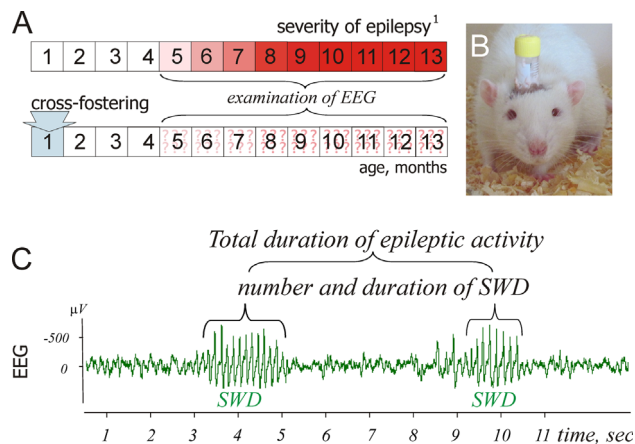 A
severity of epilepsy1
1 2 3 4 5 6 7 8 9 10 11 12 13
examination of EEG
cross-fostering
1 2 3 4 5 6 7 8 9 10 11 12 13
??? ??? ??? ??? ??? ??? ??? ??? ???
age, months
B
C
Total duration of epileptic activity
number and duration of SWD
µV
-500
0
EEG
SWD SWD
1 2 3 4 5 6 7 8 9 10 11 time, sec